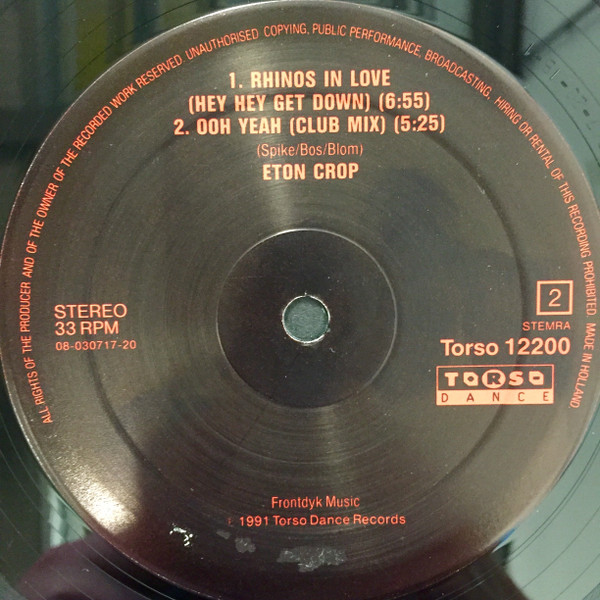 ALL RIGHTS OF THE PRODUCER AND OF THE OWNER OF THE RECORDED WORK RESERVED. UNAUTHORISED COPYING, PUBLIC PERFORMANCE, BROADCASTING, HIRING OR RENTAL OF THIS RECORDING PROHIBITED. MADE IN HOLLAND.
1. RHINOS IN LOVE
(HEY HEY GET DOWN) (6:55)
2. OOH YEAH (CLUB MIX) (5:25)
(Spike/Bos/Blom)
ETON CROP
STEREO
33 RPM
08-030717-20
2
STEMRA
Torso 12200
TORSO
DANCE
Frontdyk Music
1991 Torso Dance Records